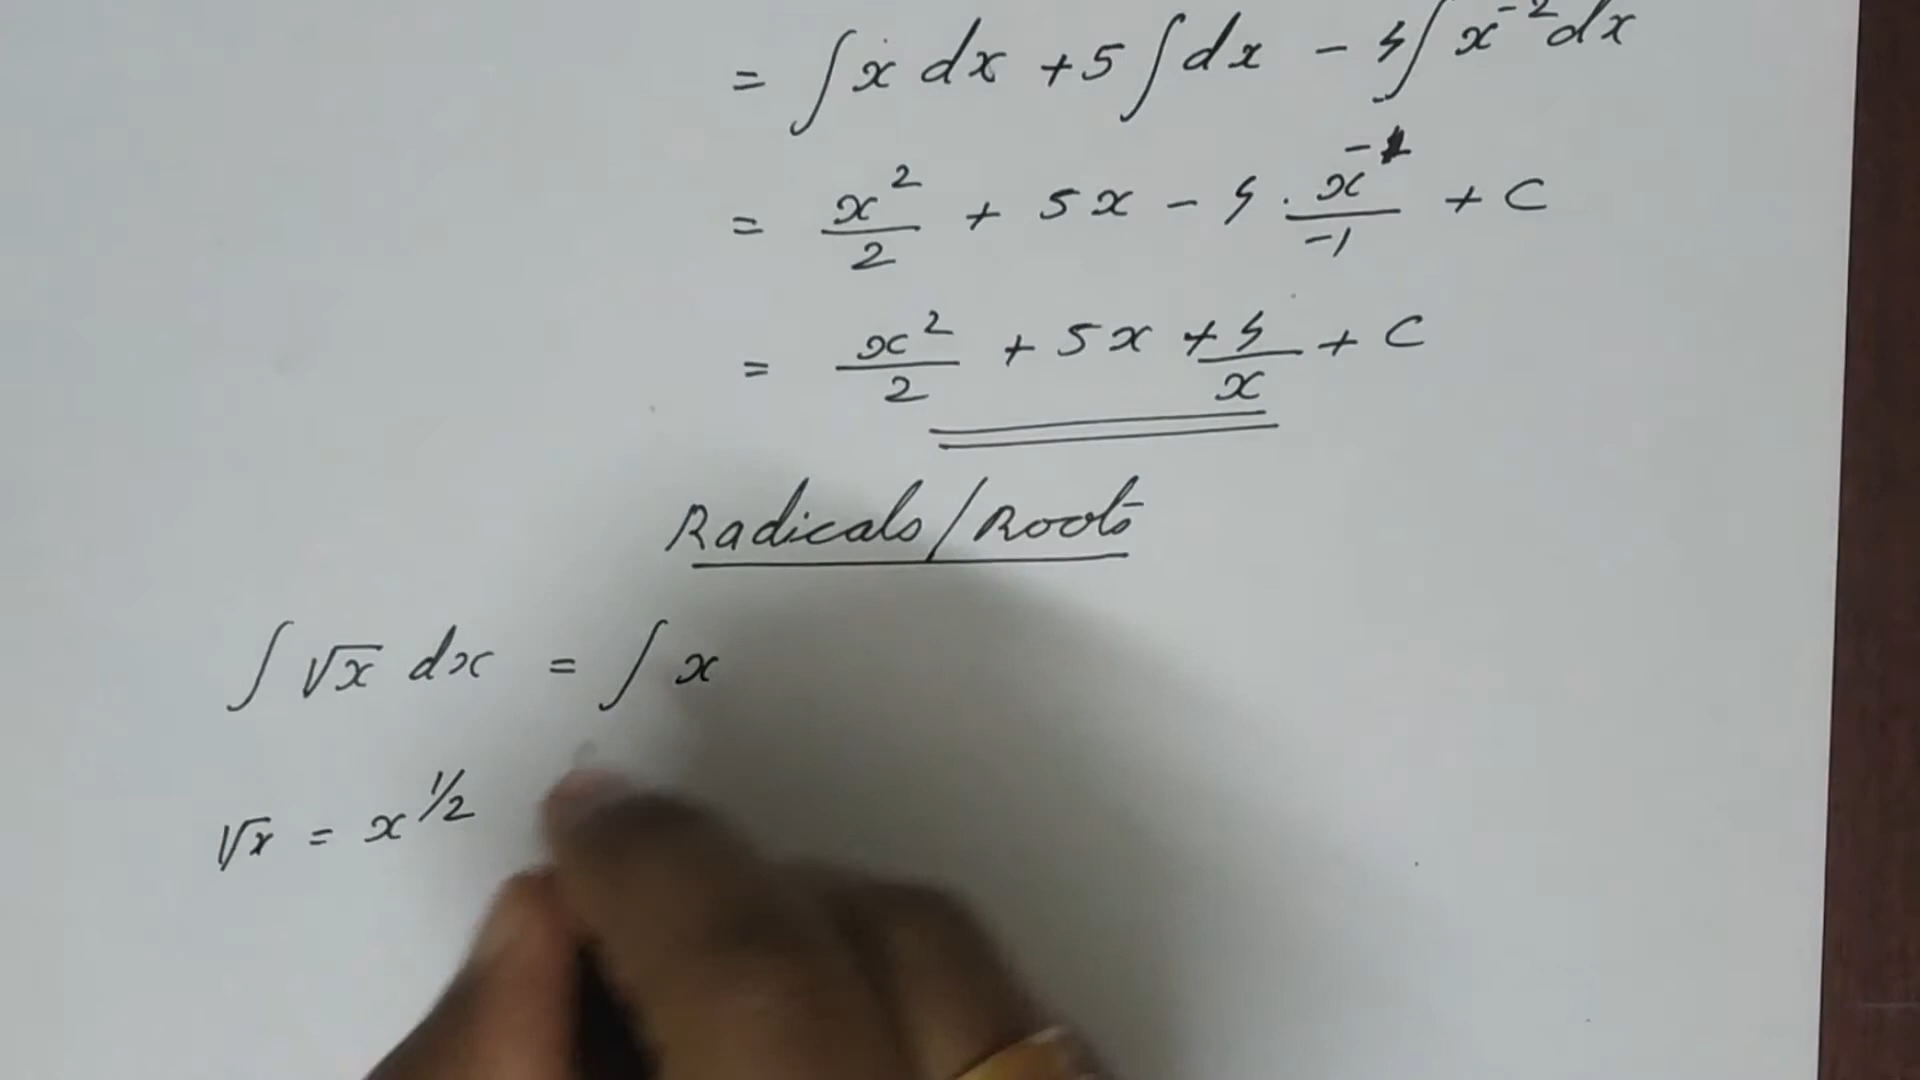 = ∫ x dx + 5 ∫ dx - 4 ∫ x⁻² dx
= x²/2 + 5x - 4 · x⁻¹/-1 + C
= x²/2 + 5x + 4/x + C
Radicals/Roots
∫ √x dx = ∫ x
√x = x^1/2